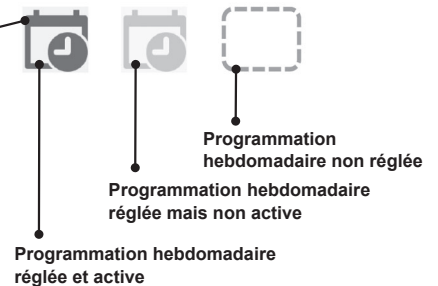 Programmation
hebdomadaire non réglée
Programmation hebdomadaire
réglée mais non active
Programmation hebdomadaire
réglée et active